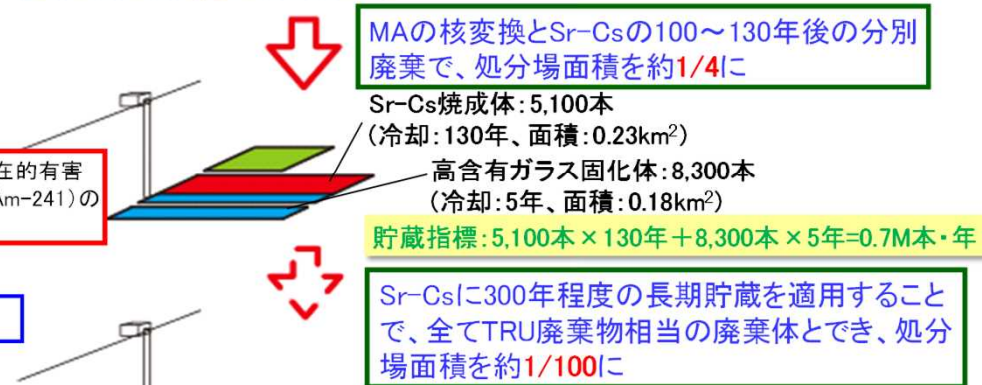 MAの核変換とSr-Csの100～130年後の分別
廃棄で、処分場面積を約1/4に
Sr-Cs焼成体：5,100本
（冷却：130年、面積：0.23km²）
高含有ガラス固化体：8,300本
（冷却：5年、面積：0.18km²）
在的有害
Am-241)の
貯蔵指標：5,100本×130年＋8,300本×5年=0.7M本・年
Sr-Csに300年程度の長期貯蔵を適用すること
で、全てTRU廃棄物相当の廃棄体とでき、処分
場面積を約1/100に